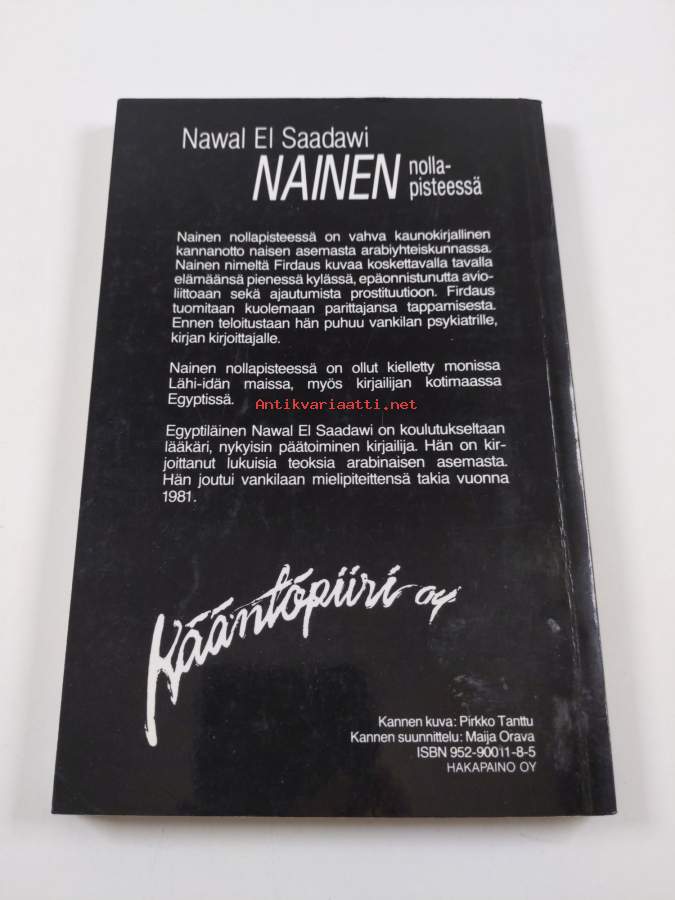 Nawal El Saadawi
NAINEN nolla-
pisteessä
Nainen nollapisteessä on vahva kaunokirjallinen
kannanotto naisen asemasta arabiyhteiskunnassa.
Nainen nimeltä Firdaus kuvaa koskettavalla tavalla
elämäänsä pienessä kylässä, epäonnistunutta avio-
liittoaan sekä ajautumista prostituutioon. Firdaus
tuomitaan kuolemaan parittajansa tappamisesta.
Ennen teloitustaan hän puhuu vankilan psykiatrille,
kirjan kirjoittajalle.
Nainen nollapisteessä on ollut kielletty monissa
Lähi-idän maissa, myös kirjailijan kotimaassa
Egyptissä.
Antikvariaatti.net
Egyptiläinen Nawal El Saadawi on koulutukseltaan
lääkäri, nykyisin päätoiminen kirjailija. Hän on kir-
joittanut lukuisia teoksia arabinaisen asemasta.
Hän joutui vankilaan mielipiteittensä takia vuonna
1981.
Kääntöpiiri oy
Kannen kuva: Pirkko Tanttu
Kannen suunnittelu: Maija Orava
ISBN 952-90011-8-5
HAKAPAINO OY